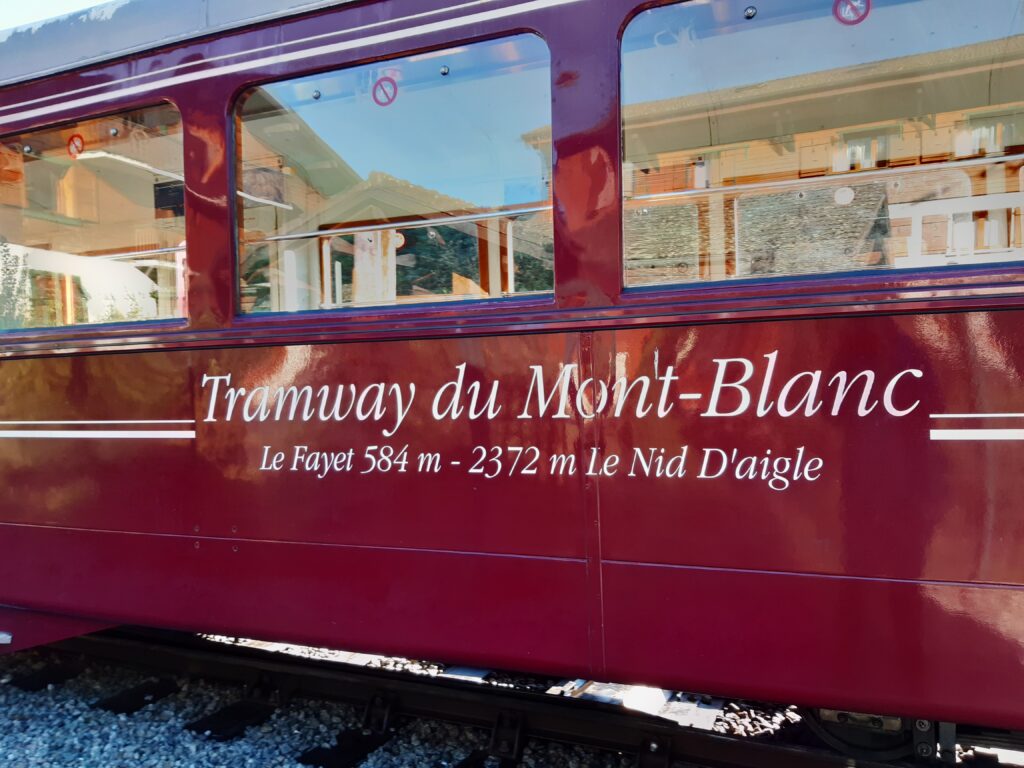 Tramway du Mont-Blanc
Le Fayet 584 m - 2372 m Le Nid D'aigle